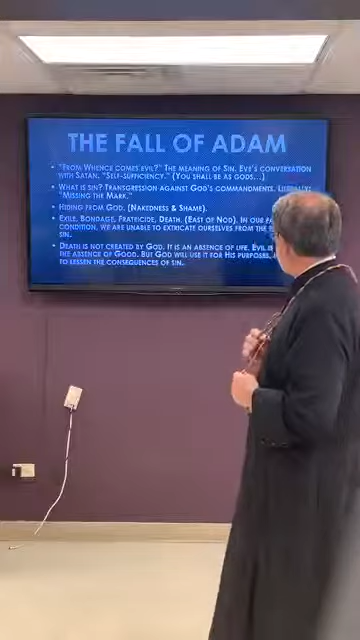 THE FALL OF ADAM
• "FROM WHENCE COMES EVIL?" THE MEANING OF SIN. EVE'S CONVERSATION
WITH SATAN. "SELF-SUFFICIENCY." (YOU SHALL BE AS GODS...)
• WHAT IS SIN? TRANSGRESSION AGAINST GOD'S COMMANDMENTS. LITERALLY
"MISSING THE MARK."
• HIDING FROM GOD. (NAKEDNESS & SHAME).
• EXILE. BONDAGE, FRATICIDE, DEATH. (EAST OF NOD). IN OUR
CONDITION, WE ARE UNABLE TO EXTRICATE OURSELVES FROM THE
SIN.
• DEATH IS NOT CREATED BY GOD. IT IS AN ABSENCE OF LIFE. EVIL IS
THE ABSENCE OF GOOD. BUT GOD WILL USE IT FOR HIS PURPOSES,
TO LESSEN THE CONSEQUENCES OF SIN.